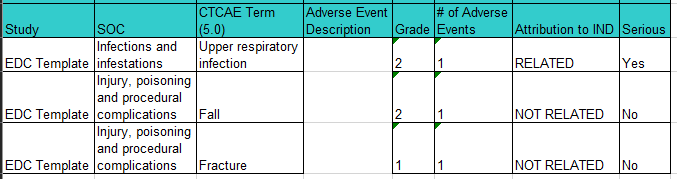 Study SOC CTCAE Term (5.0) Adverse Event Description Grade # of Adverse Events Attribution to IND Serious
EDC Template Infections and infestations Upper respiratory infection 2 1 RELATED Yes
EDC Template Injury, poisoning and procedural complications Fall 2 1 NOT RELATED No
EDC Template Injury, poisoning and procedural complications Fracture 1 1 NOT RELATED No